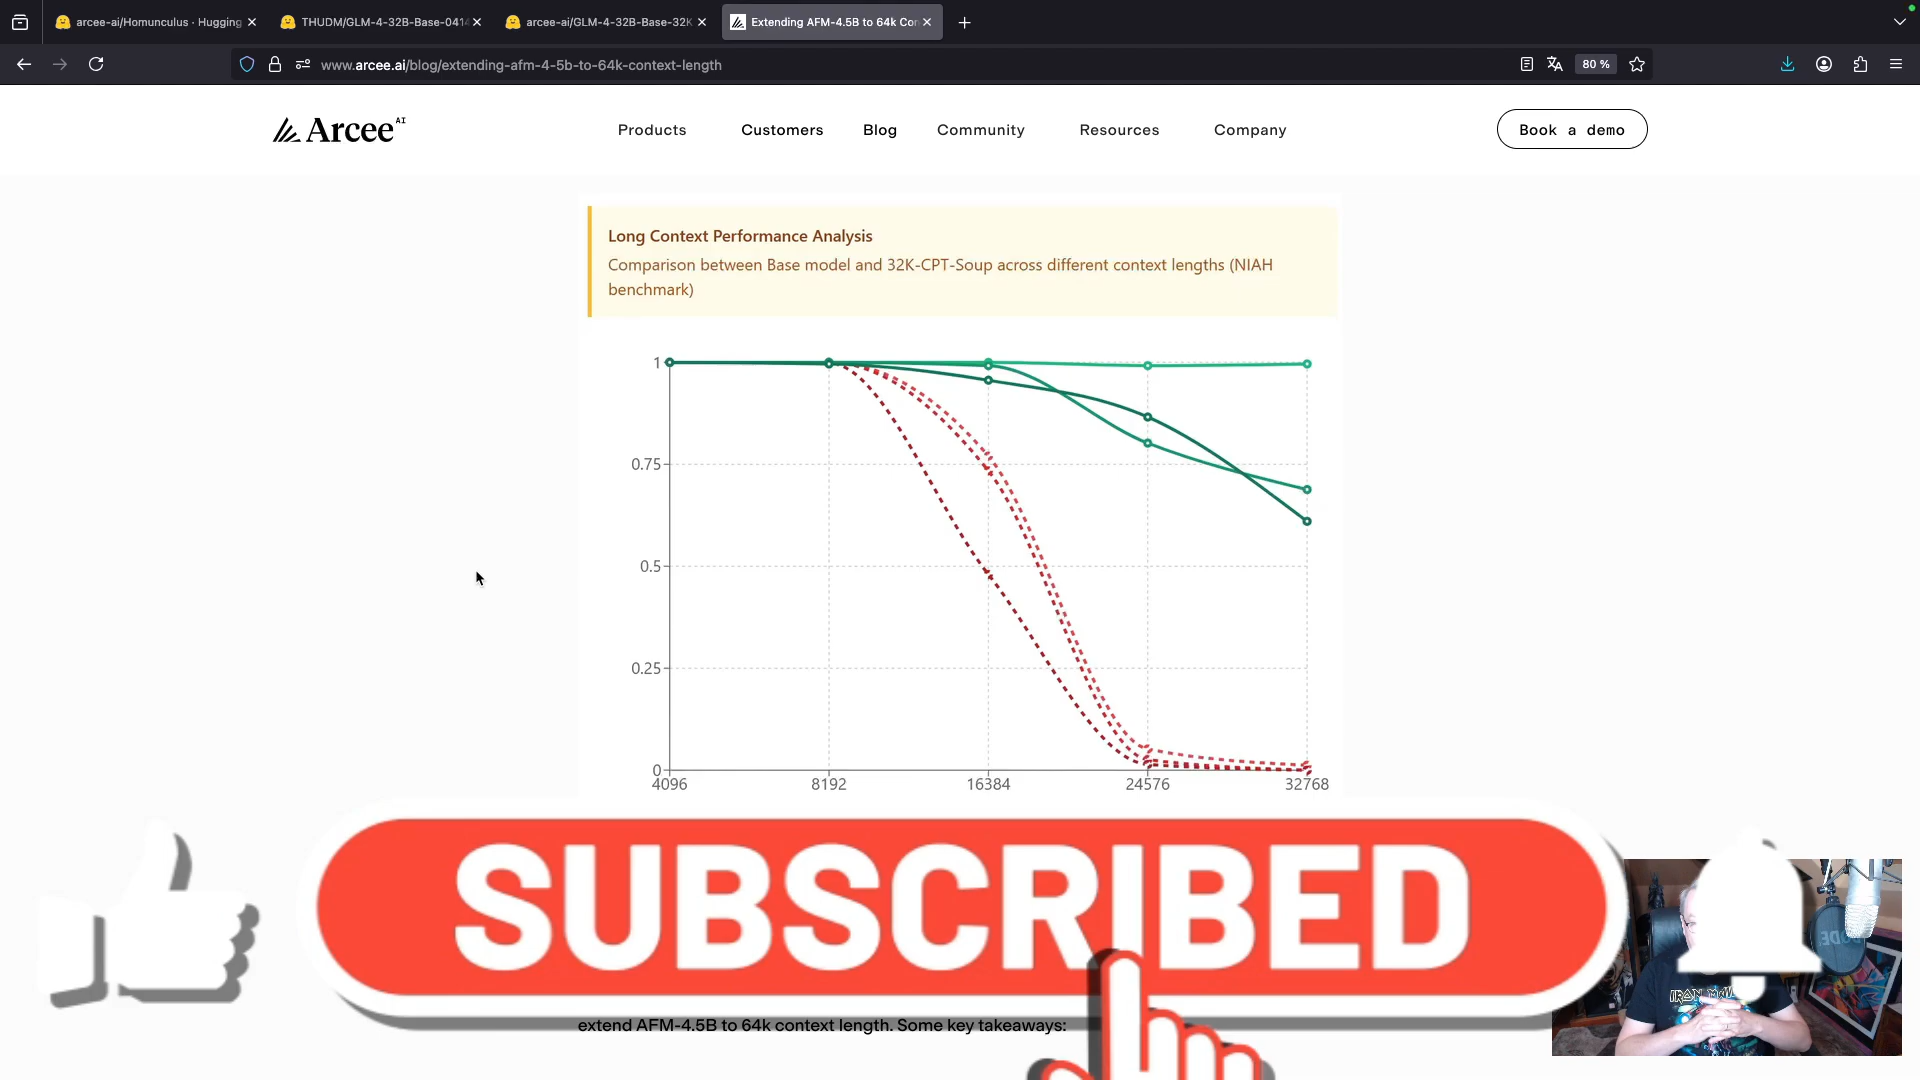 arcee-ai/Homunculus · Hugging
THUDM/GLM-4-32B-Base-0414
arcee-ai/GLM-4-32B-Base-32K
Extending AFM-4.5B to 64k Con
www.arcee.ai/blog/extending-afm-4-5b-to-64k-context-length
80 %
Arcee AI
Products
Customers
Blog
Community
Resources
Company
Book a demo
Long Context Performance Analysis
Comparison between Base model and 32K-CPT-Soup across different context lengths (NIAH
benchmark)
1
0.75
0.5
0.25
0
4096
8192
16384
24576
32768
SUBSCRIBED
extend AFM-4.5B to 64k context length. Some key takeaways: